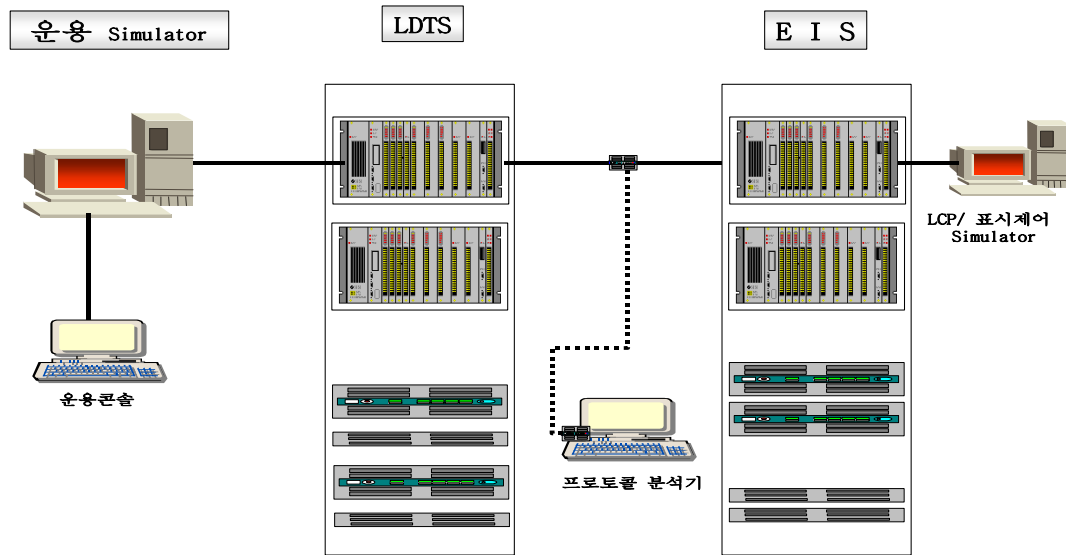 운용 Simulator
LDTS
E I S
LCP/ 표시제어
Simulator
운용콘솔
프로토콜 분석기